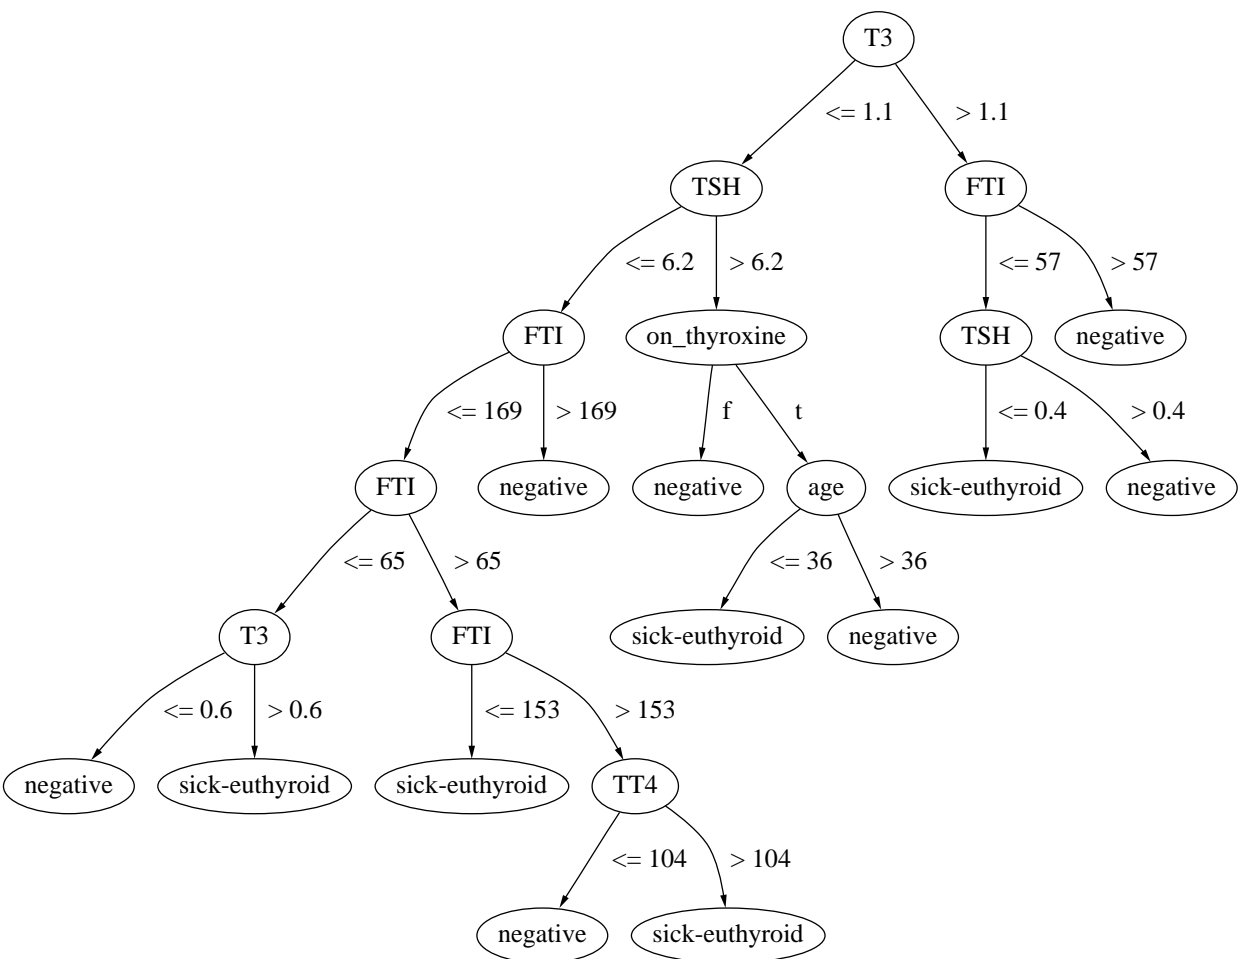 T3
<= 1.1 > 1.1
TSH FTI
<= 6.2 > 6.2 <= 57 > 57
FTI on_thyroxine TSH negative
<= 169 > 169 f t <= 0.4 > 0.4
FTI negative negative age sick-euthyroid negative
<= 65 > 65 <= 36 > 36
T3 FTI sick-euthyroid negative
<= 0.6 > 0.6 <= 153 > 153
negative sick-euthyroid sick-euthyroid TT4
<= 104 > 104
negative sick-euthyroid